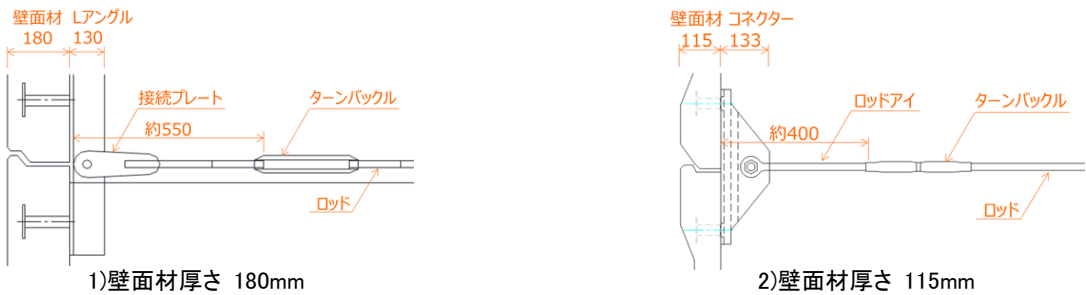 壁面材 Lアングル
180 130
接続プレート
ターンバックル
約550
ロッド
1)壁面材厚さ 180mm
壁面材 コネクター
115 133
ロッドアイ
ターンバックル
約400
ロッド
2)壁面材厚さ 115mm